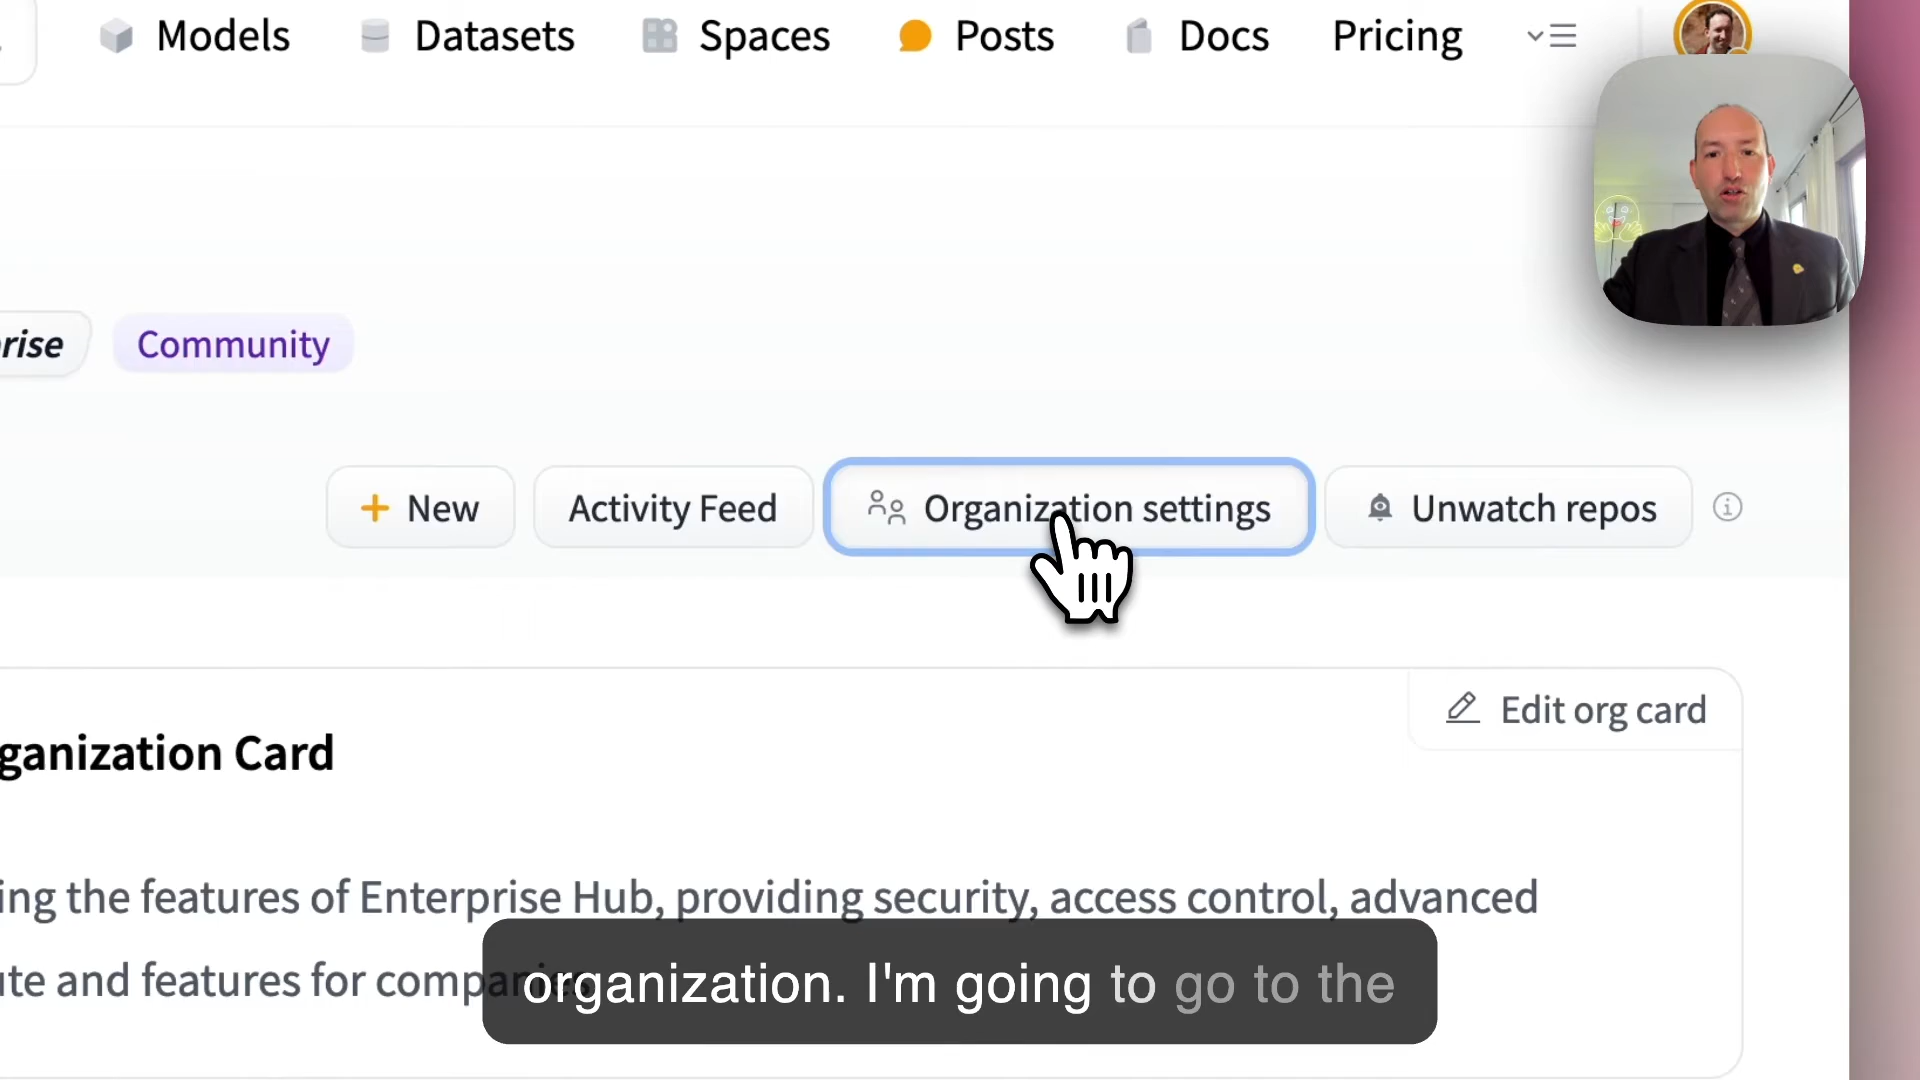 Models Datasets Spaces Posts Docs Pricing
rise Community
New Activity Feed Organization settings Unwatch repos
Edit org card
ganization Card
ing the features of Enterprise Hub, providing security, access control, advanced
ute and features for companies
organization. I'm going to go to the